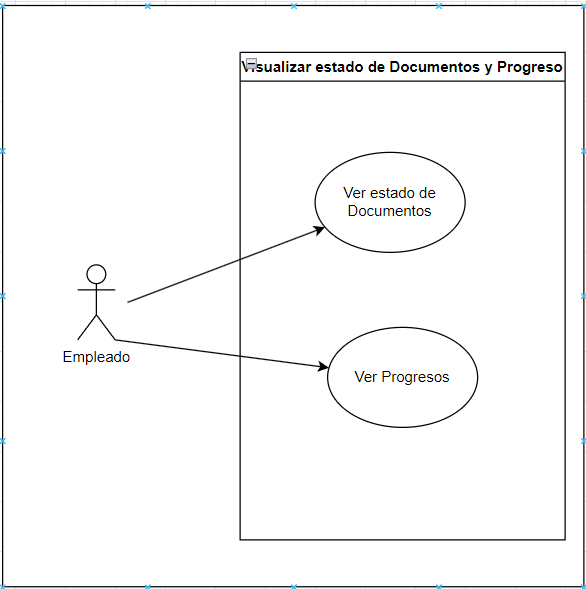 Visualizar estado de Documentos y Progreso
Ver estado de
Documentos
Empleado
Ver Progresos